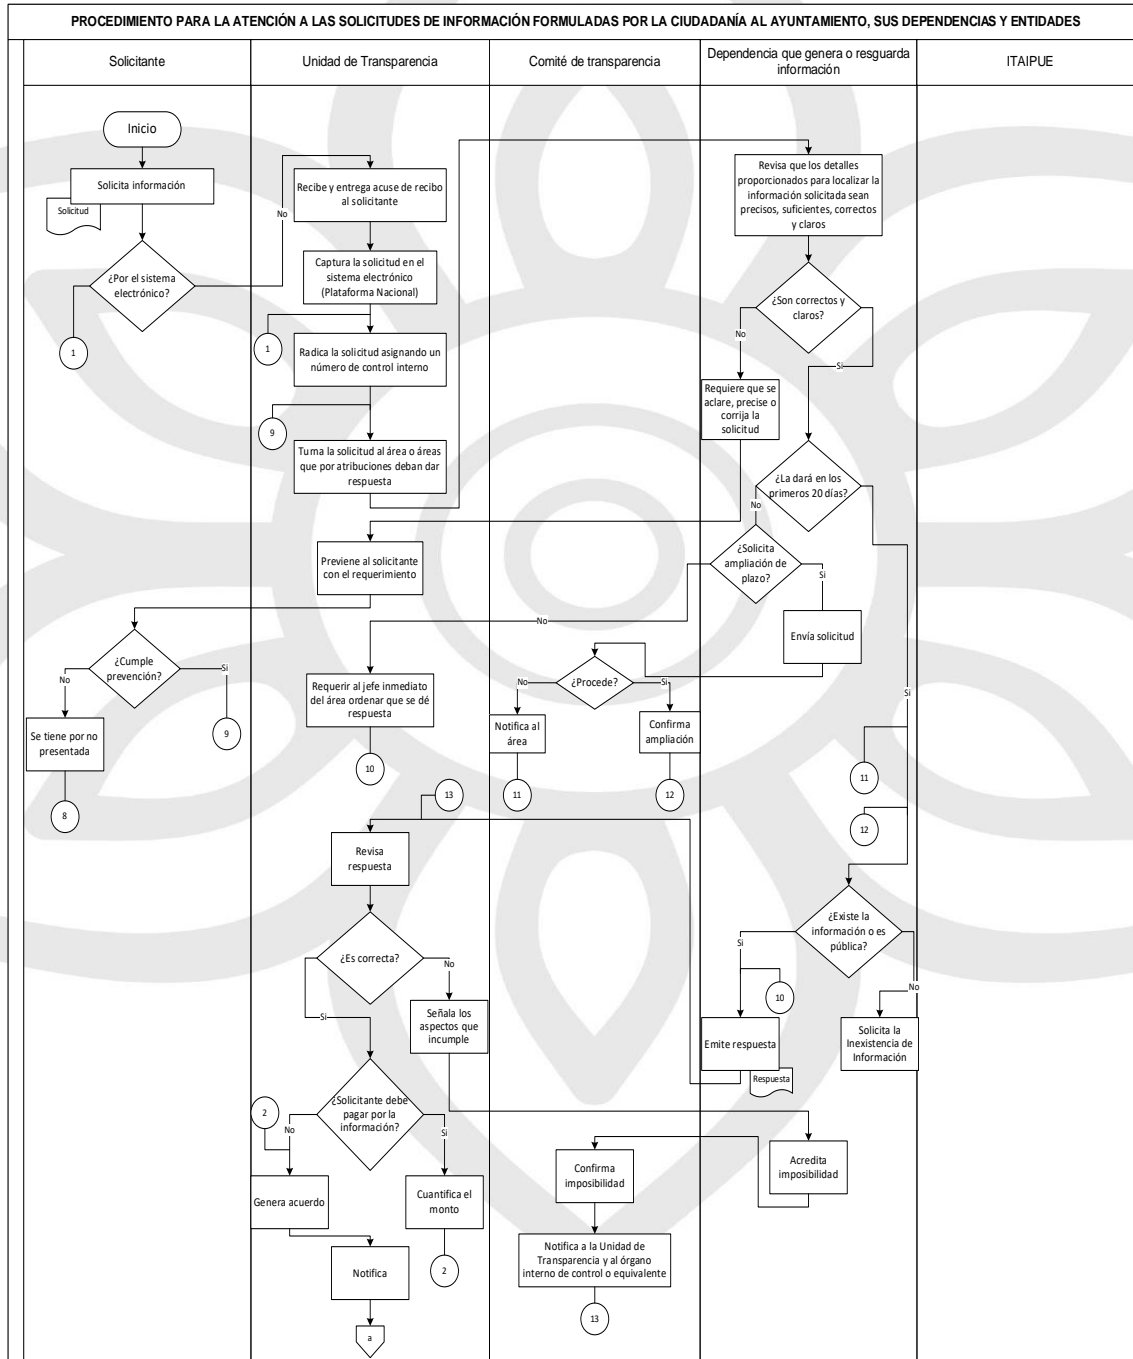 PROCEDIMIENTO PARA LA ATENCIÓN A LAS SOLICITUDES DE INFORMACIÓN FORMULADAS POR LA CIUDADANÍA AL AYUNTAMIENTO, SUS DEPENDENCIAS Y ENTIDADES
Solicitante
Unidad de Transparencia
Comité de transparencia
Dependencia que genera o resguarda
información
ITAIPUE
Inicio
Solicita información
Solicitud
¿Por el sistema
electrónico?
No
1
Recibe y entrega acuse de recibo
al solicitante
Captura la solicitud en el
sistema electrónico
(Plataforma Nacional)
1
Radica la solicitud asignando un
número de control interno
9
Turna la solicitud al área o áreas
que por atribuciones deban dar
respuesta
Revisa que los detalles
proporcionados para localizar la
información solicitada sean
precisos, suficientes, correctos
y claros
¿Son correctos y
claros?
No
Si
Requiere que se
aclare, precise o
corrija la
solicitud
¿La dará en los
primeros 20 días?
No
Si
¿Solicita
ampliación de
plazo?
Si
No
Envía solicitud
Previene al solicitante
con el requerimiento
¿Cumple
prevención?
No
Si
Se tiene por no
presentada
9
8
Requerir al jefe inmediato
del área ordenar que se dé
respuesta
10
¿Procede?
No
Si
Notifica al
área
Confirma
ampliación
11
12
11
12
13
Revisa
respuesta
¿Es correcta?
No
Si
Señala los
aspectos que
incumple
¿Existe la
información o es
pública?
Si
No
10
Emite respuesta
Respuesta
Solicita la
Inexistencia de
Información
¿Solicitante debe
pagar por la
información?
2
No
Si
Genera acuerdo
Cuantifica el
monto
2
Notifica
a
Acredita
imposibilidad
Confirma
imposibilidad
Notifica a la Unidad de
Transparencia y al órgano
interno de control o equivalente
13